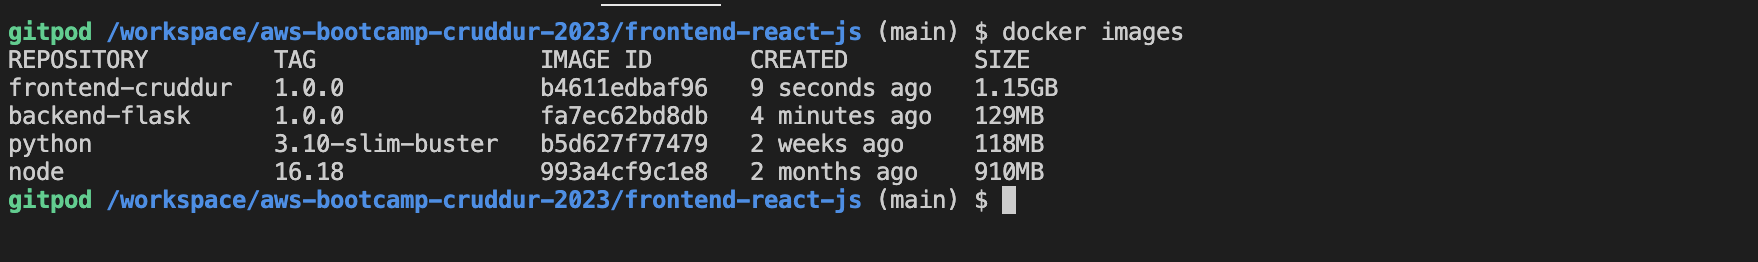 gitpod /workspace/aws-bootcamp-cruddur-2023/frontend-react-js (main) $ docker images
REPOSITORY TAG IMAGE ID CREATED SIZE
frontend-cruddur 1.0.0 b4611edbaf96 9 seconds ago 1.15GB
backend-flask 1.0.0 fa7ec62bd8db 4 minutes ago 129MB
python 3.10-slim-buster b5d627f77479 2 weeks ago 118MB
node 16.18 993a4cf9c1e8 2 months ago 910MB
gitpod /workspace/aws-bootcamp-cruddur-2023/frontend-react-js (main) $